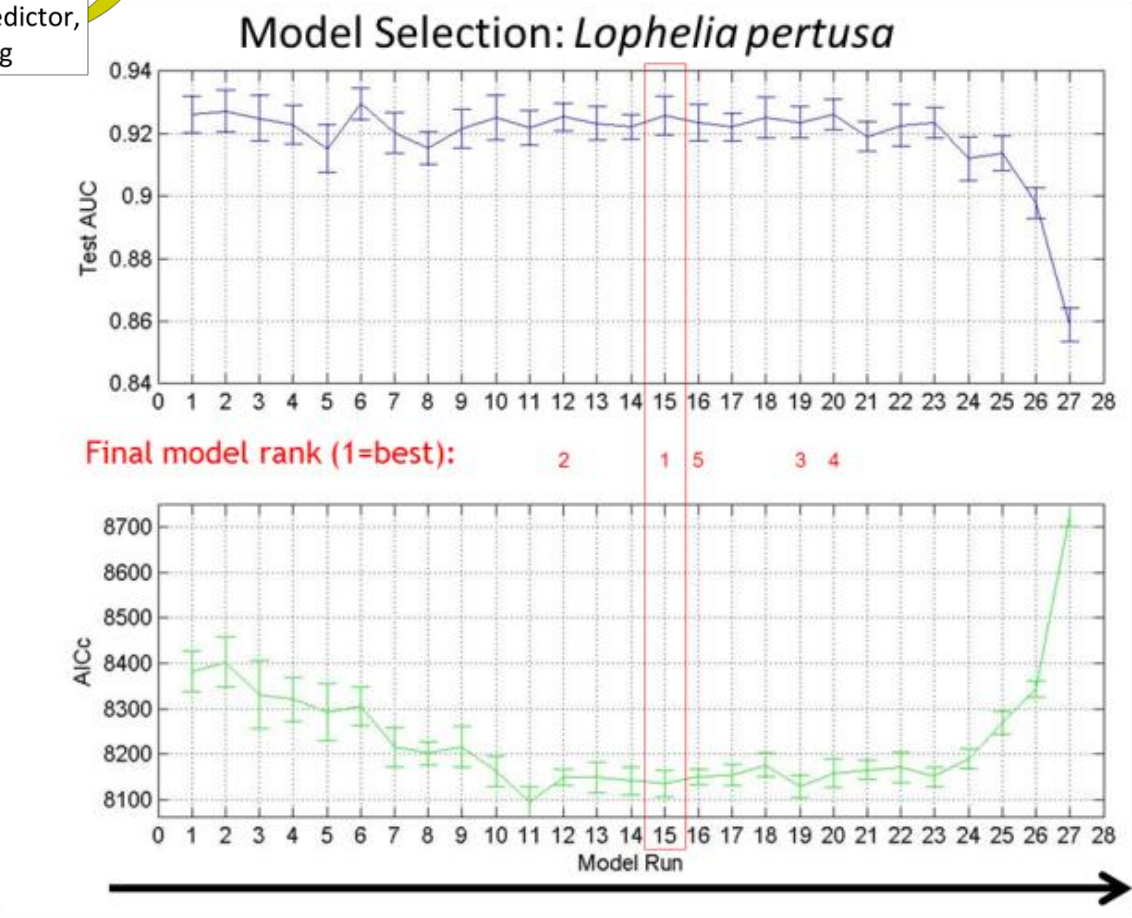 edictor,
g
Model Selection: Lophelia pertusa
0.94
0.92
0.9
0.88
0.86
0.84
Test AUC
0 1 2 3 4 5 6 7 8 9 10 11 12 13 14 15 16 17 18 19 20 21 22 23 24 25 26 27 28
Final model rank (1=best): 2 1 5 3 4
8700
8600
8500
8400
8300
8200
8100
AICc
0 1 2 3 4 5 6 7 8 9 10 11 12 13 14 15 16 17 18 19 20 21 22 23 24 25 26 27 28
Model Run